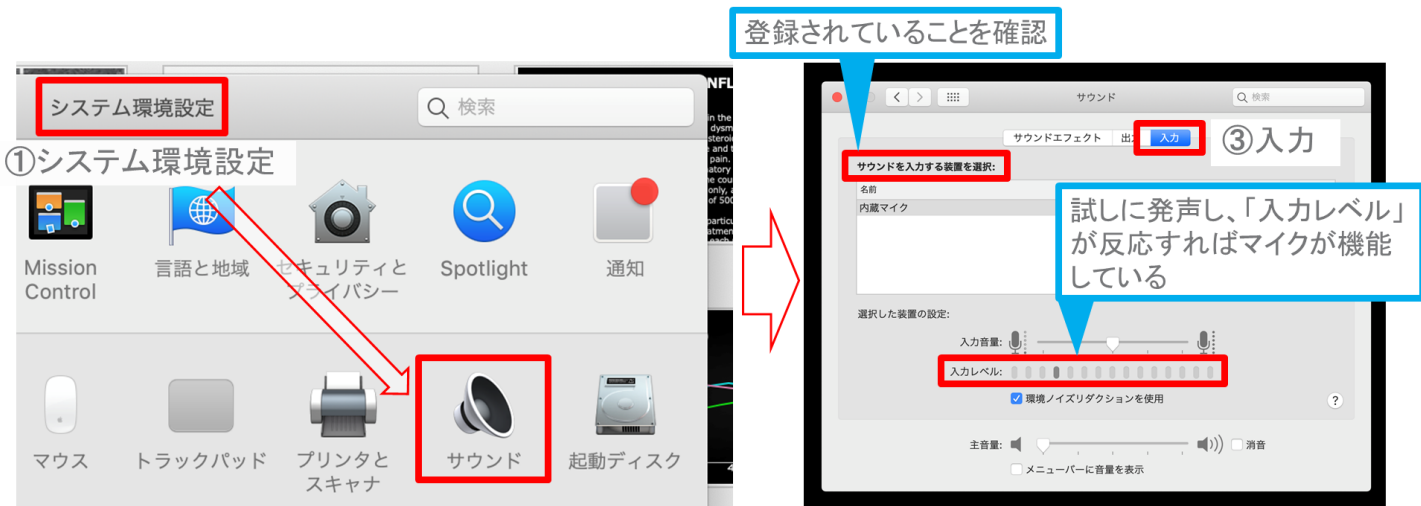 登録されていることを確認
システム環境設定
検索
①システム環境設定
Mission
Control
言語と地域
セキュリティと
プライバシー
Spotlight
通知
マウス
トラックパッド
プリンタと
スキャナ
サウンド
起動ディスク
サウンド
検索
サウンドエフェクト
入力
③入力
サウンドを入力する装置を選択:
名前
内蔵マイク
試しに発声し、「入力レベル」
が反応すればマイクが機能
している
選択した装置の設定:
入力音量:
入力レベル:
環境ノイズリダクションを使用
?
主音量:
消音
メニューバーに音量を表示